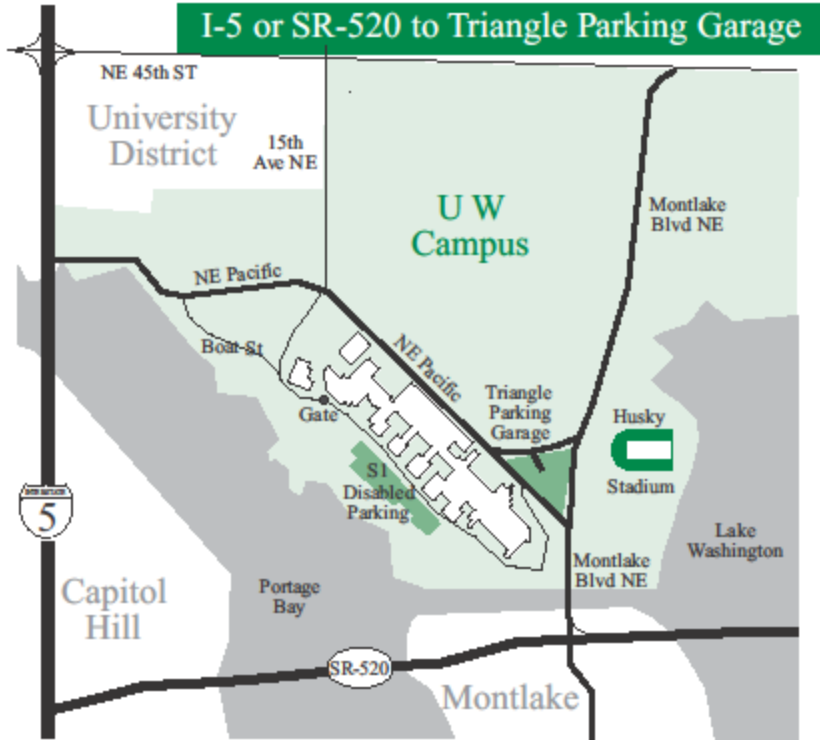 I-5 or SR-520 to Triangle Parking Garage
NE 45th ST
University
District
15th
Ave NE
U W
Campus
Montlake
Blvd NE
NE Pacific
Boat St
NE Pacific
Triangle
Parking
Garage
Gate
Husky
Stadium
S1
Disabled
Parking
5
Lake
Washington
Montlake
Blvd NE
Capitol
Hill
Portage
Bay
SR-520
Montlake